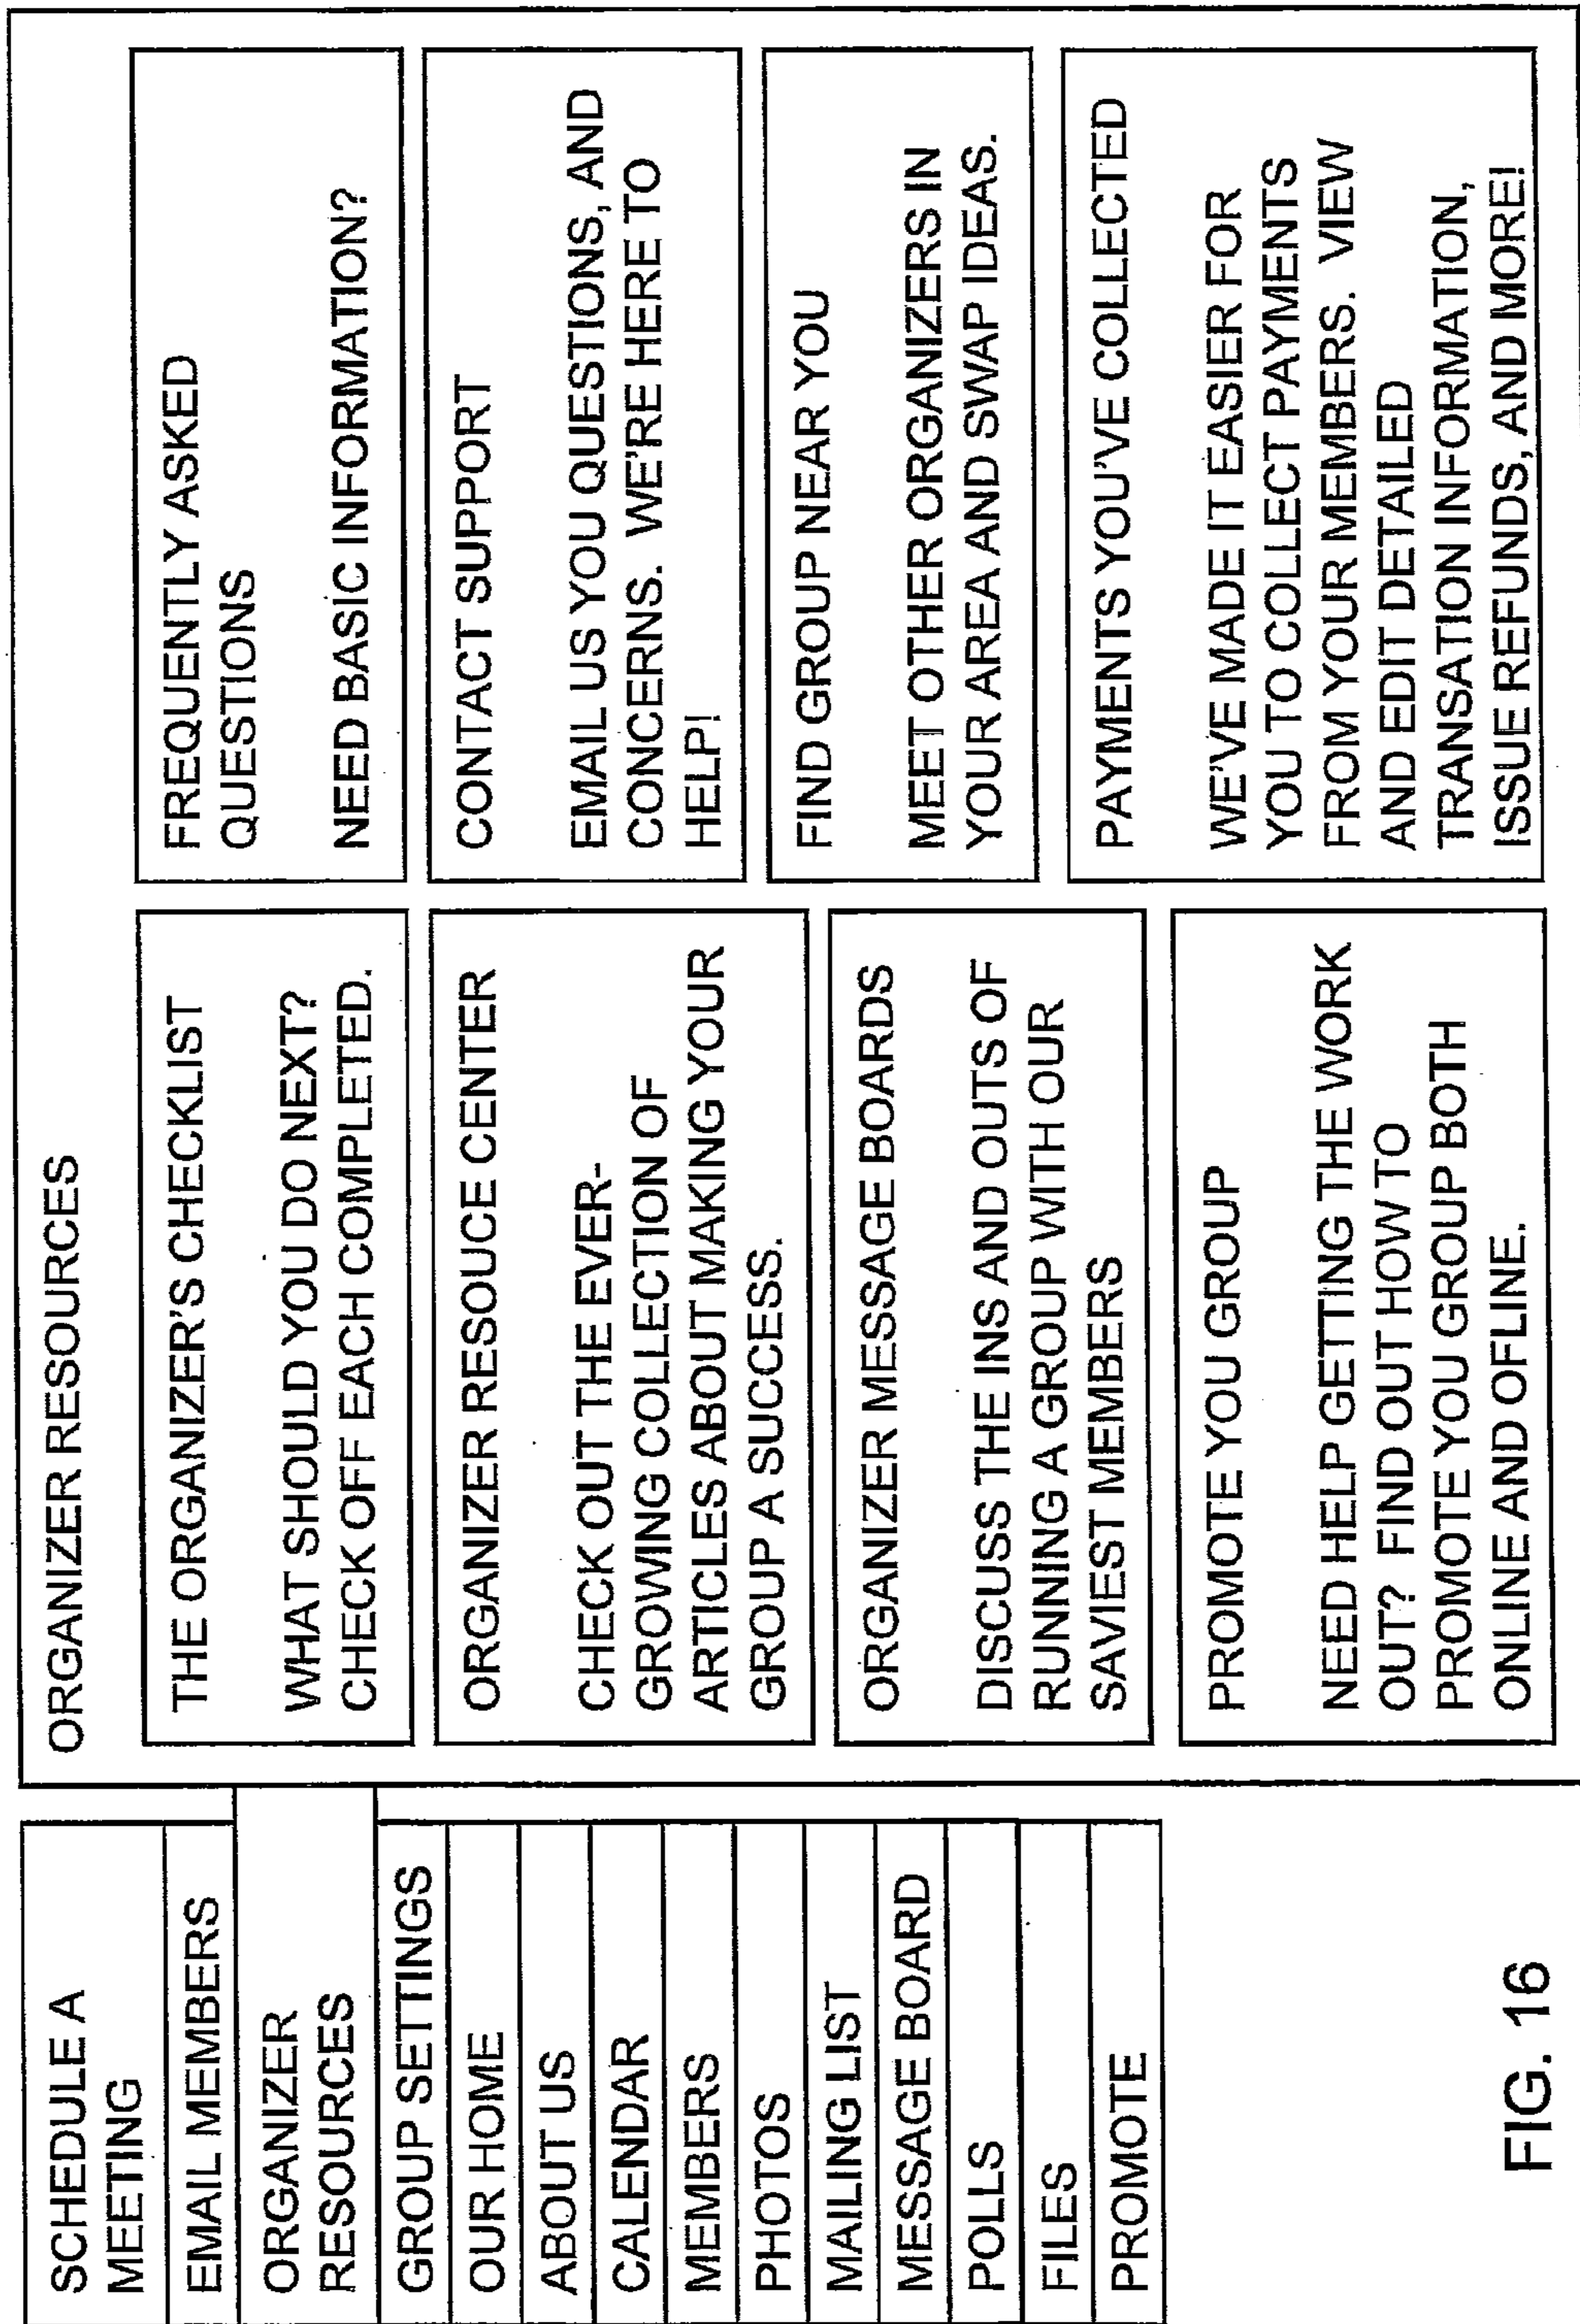 SCHEDULE A
MEETING
EMAIL MEMBERS
ORGANIZER
RESOURCES
GROUP SETTINGS
OUR HOME
ABOUT US
CALENDAR
MEMBERS
PHOTOS
MAILING LIST
MESSAGE BOARD
POLLS
FILES
PROMOTE
ORGANIZER RESOURCES
THE ORGANIZER'S CHECKLIST
WHAT SHOULD YOU DO NEXT?
CHECK OFF EACH COMPLETED.
ORGANIZER RESOUCE CENTER
CHECK OUT THE EVER-
GROWING COLLECTION OF
ARTICLES ABOUT MAKING YOUR
GROUP A SUCCESS.
ORGANIZER MESSAGE BOARDS
DISCUSS THE INS AND OUTS OF
RUNNING A GROUP WITH OUR
SAVIEST MEMBERS
PROMOTE YOU GROUP
NEED HELP GETTING THE WORK
OUT? FIND OUT HOW TO
PROMOTE YOU GROUP BOTH
ONLINE AND OFLINE.
FREQUENTLY ASKED
QUESTIONS
NEED BASIC INFORMATION?
CONTACT SUPPORT
EMAIL US YOU QUESTIONS, AND
CONCERNS. WE'RE HERE TO
HELP!
FIND GROUP NEAR YOU
MEET OTHER ORGANIZERS IN
YOUR AREA AND SWAP IDEAS.
PAYMENTS YOU'VE COLLECTED
WE'VE MADE IT EASIER FOR
YOU TO COLLECT PAYMENTS
FROM YOUR MEMBERS. VIEW
AND EDIT DETAILED
TRANSATION INFORMATION,
ISSUE REFUNDS, AND MORE!
FIG. 16